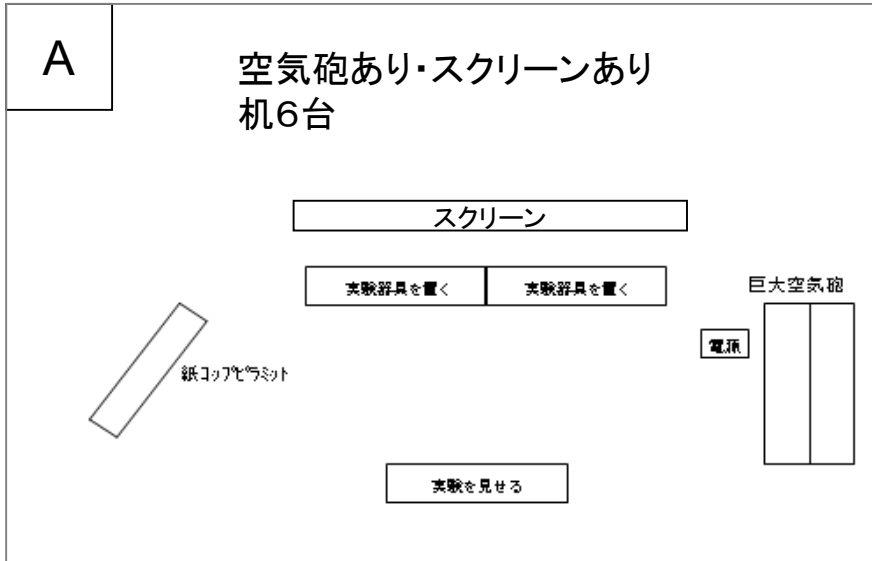 A
空気砲あり・スクリーンあり
机6台
スクリーン
実験器具を置く
実験器具を置く
巨大空気砲
電源
紙コップピラミット
実験を見せる